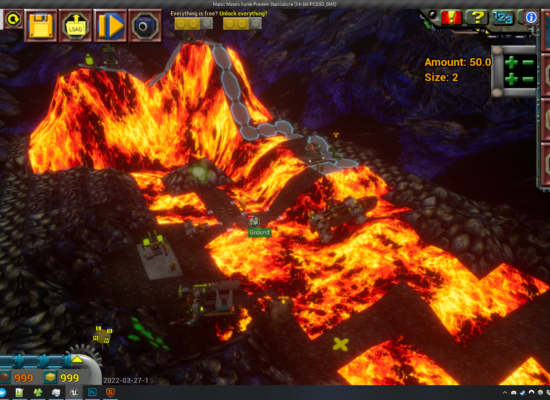 Manic Miners Game Preview Standalone (64-bit/PCD3D_SM5)
Everything is free? Unlock everything?
LOAD
123
Amount: 50.0
Size: 2
Ground
999
999
2022-03-27-1